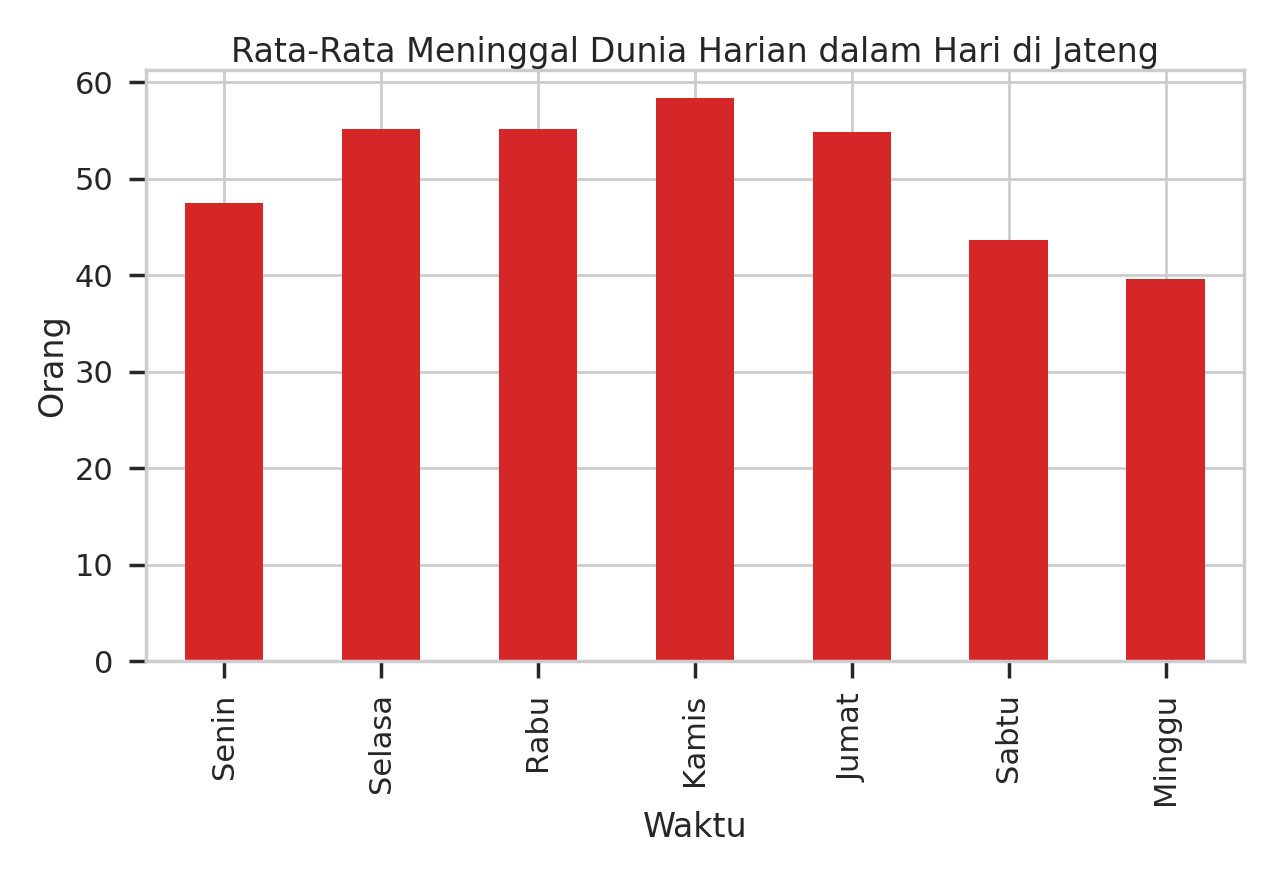 Rata-Rata Meninggal Dunia Harian dalam Hari di Jateng
60
50
40
30
20
10
0
Orang
Senin
Selasa
Rabu
Kamis
Jumat
Sabtu
Minggu
Waktu